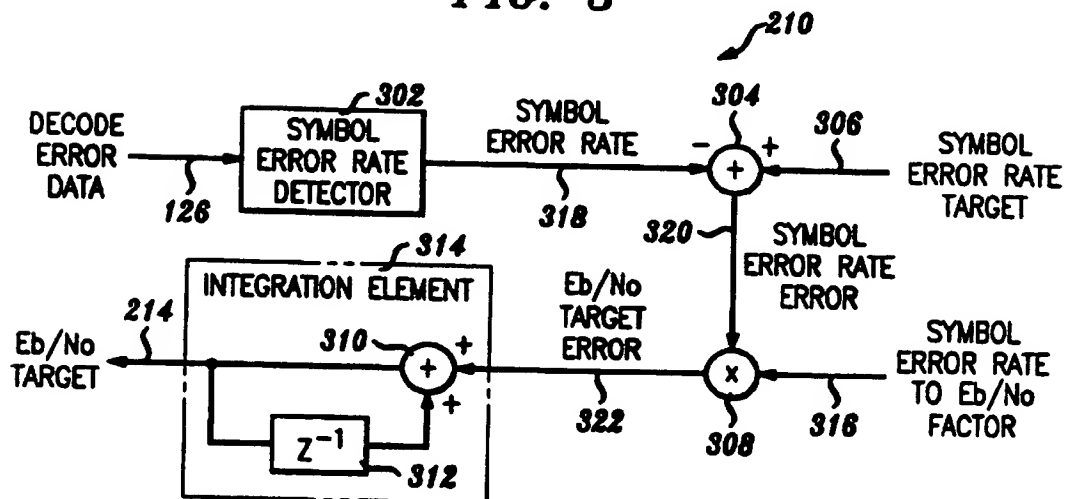 210
302
304
306
DECODE
ERROR
DATA
126
SYMBOL
ERROR RATE
DETECTOR
SYMBOL
ERROR RATE
318
−
+
+
SYMBOL
ERROR RATE
TARGET
320
SYMBOL
ERROR RATE
ERROR
314
INTEGRATION ELEMENT
214
Eb/No
TARGET
310
+
+
+
Eb/No
TARGET
ERROR
322
X
308
316
SYMBOL
ERROR RATE
TO Eb/No
FACTOR
Z⁻¹
312